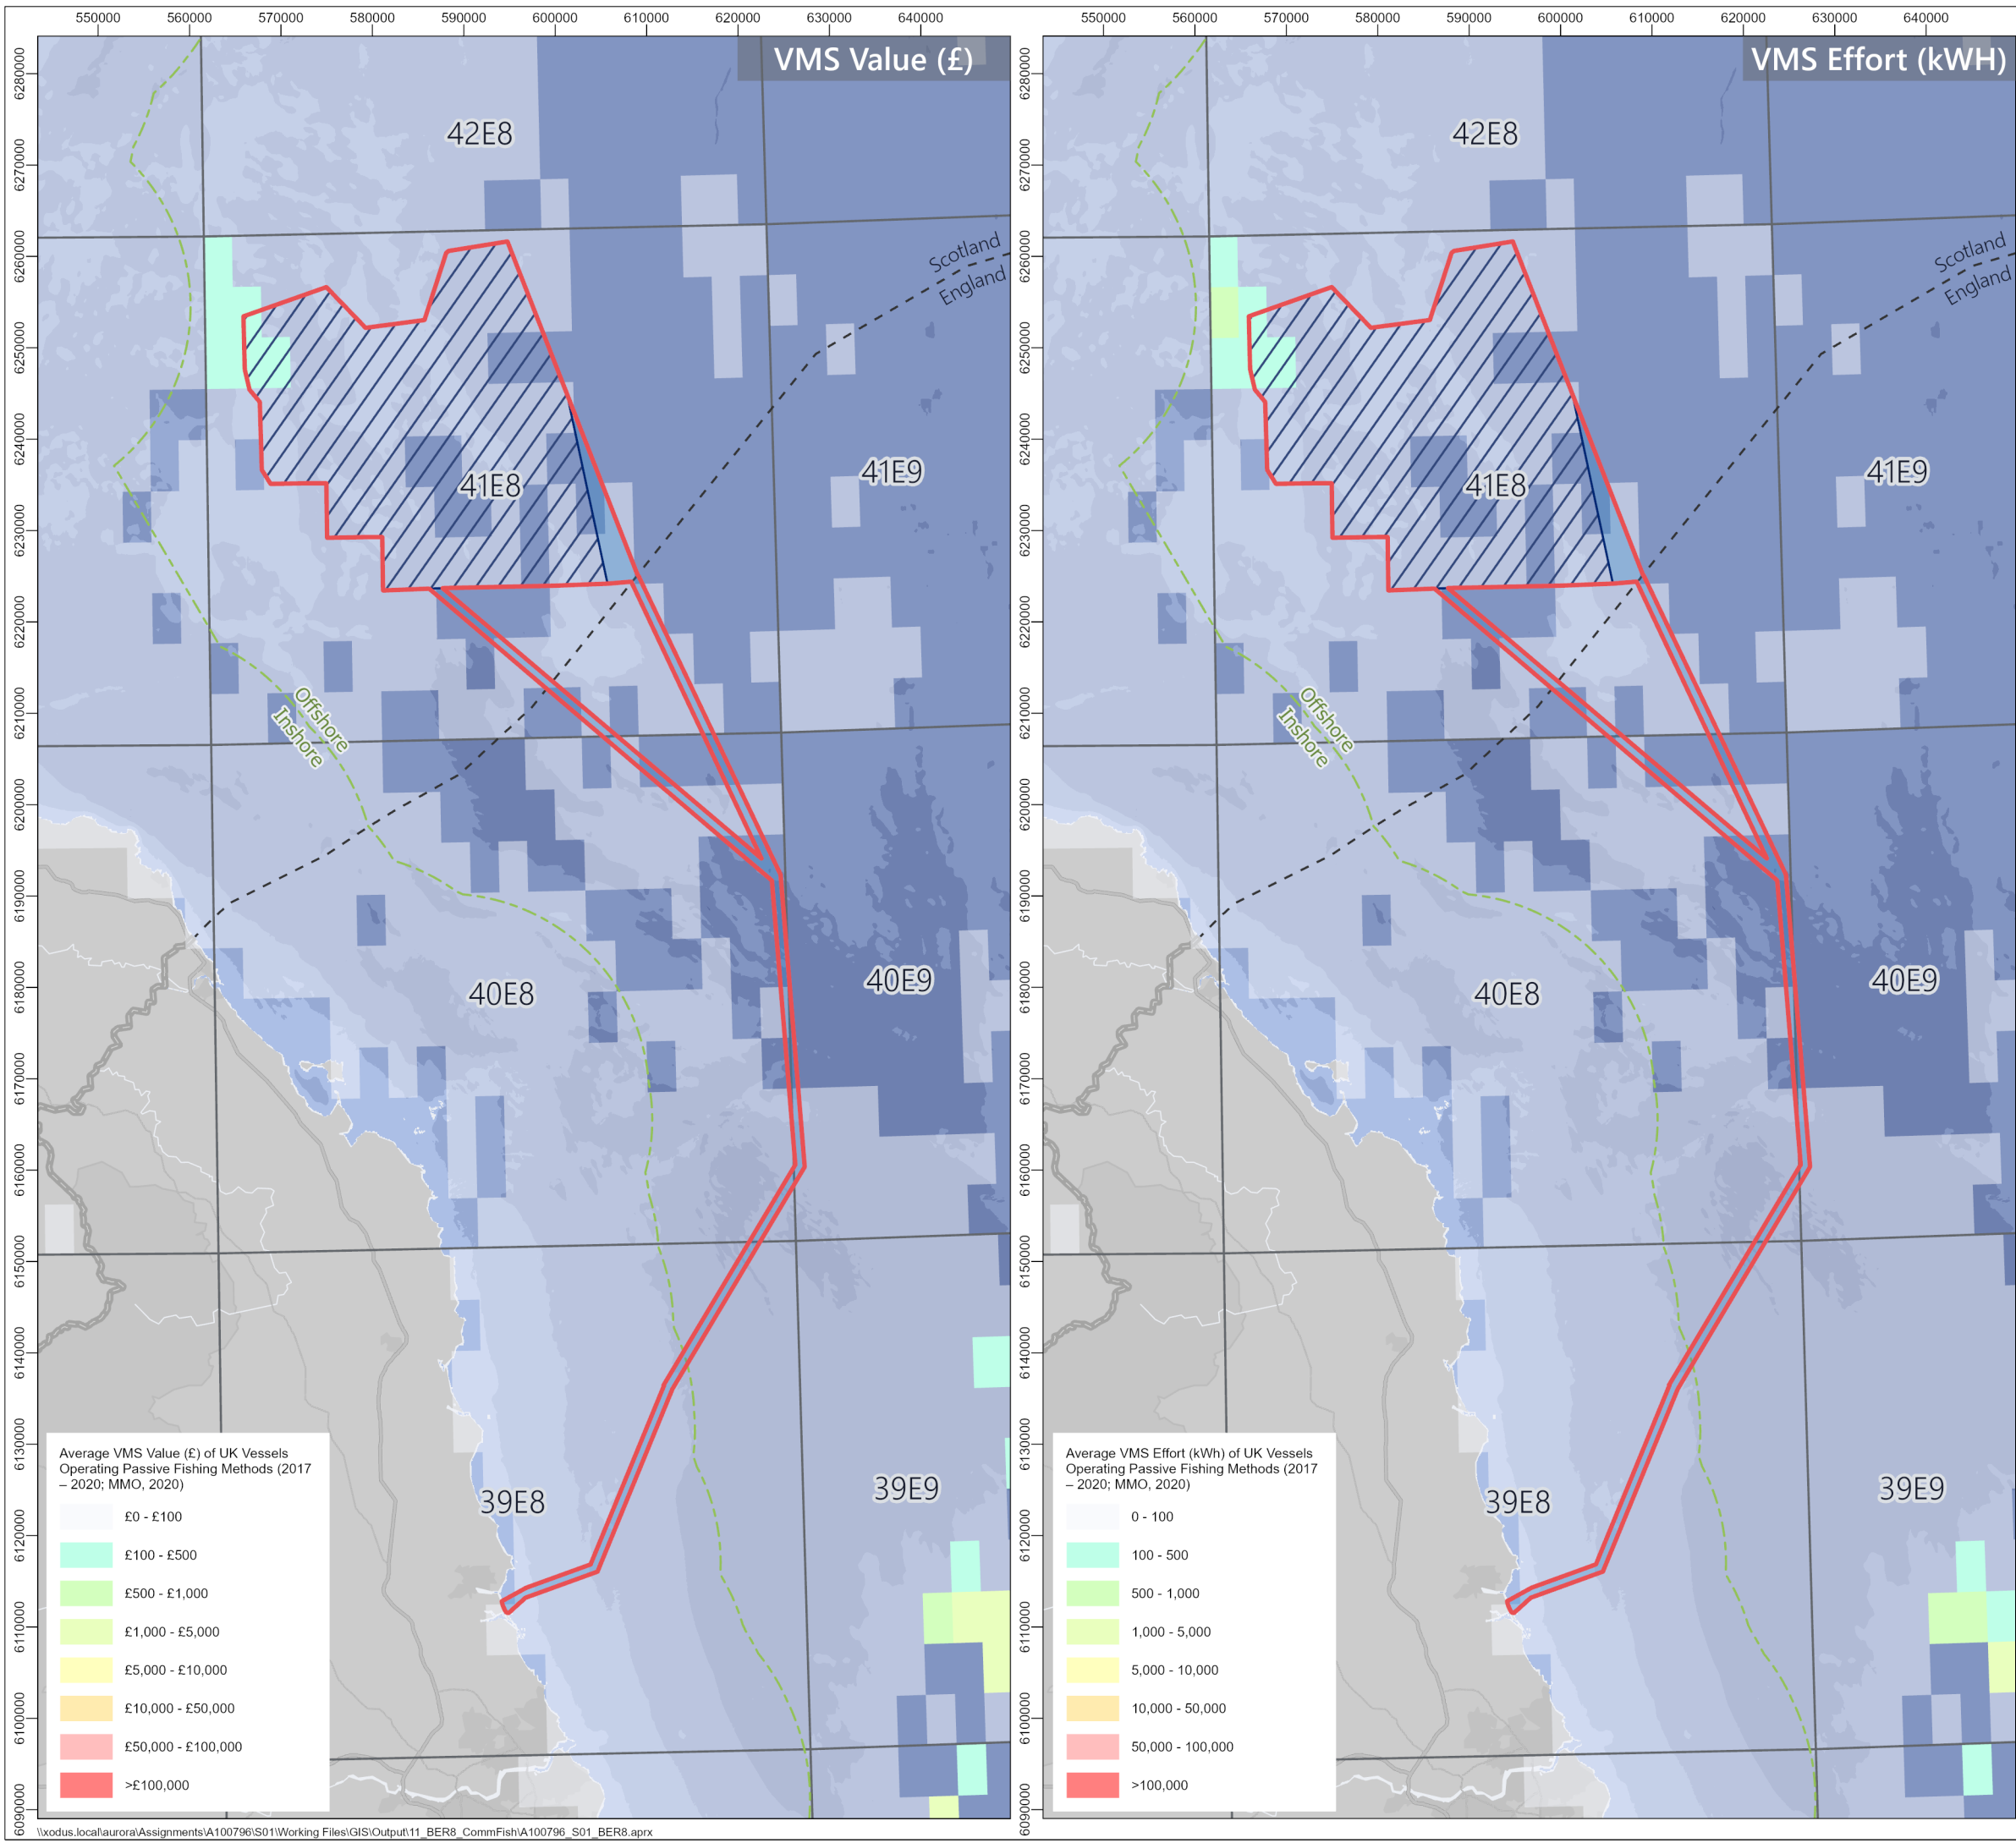 550000 560000 570000 580000 590000 600000 610000 620000 630000 640000
VMS Value (£)
6280000
6270000
6260000
6250000
6240000
6230000
6220000
6210000
6200000
6190000
6180000
6170000
6160000
6150000
6140000
6130000
6120000
6110000
6100000
6090000
42E8
Scotland
England
41E8
41E9
Offshore
Inshore
40E8
40E9
39E8
39E9
Average VMS Value (£) of UK Vessels
Operating Passive Fishing Methods (2017
– 2020; MMO, 2020)
£0 - £100
£100 - £500
£500 - £1,000
£1,000 - £5,000
£5,000 - £10,000
£10,000 - £50,000
£50,000 - £100,000
>£100,000
\\xodus.local\aurora\Assignments\A100796\S01\Working Files\GIS\Output\11_BER8_CommFish\A100796_S01_BER8.aprx
550000 560000 570000 580000 590000 600000 610000 620000 630000 640000
VMS Effort (kWH)
6280000
6270000
6260000
6250000
6240000
6230000
6220000
6210000
6200000
6190000
6180000
6170000
6160000
6150000
6140000
6130000
6120000
6110000
6100000
6090000
42E8
Scotland
England
41E8
41E9
Offshore
Inshore
40E8
40E9
39E8
39E9
Average VMS Effort (kWh) of UK Vessels
Operating Passive Fishing Methods (2017
– 2020; MMO, 2020)
0 - 100
100 - 500
500 - 1,000
1,000 - 5,000
5,000 - 10,000
10,000 - 50,000
50,000 - 100,000
>100,000